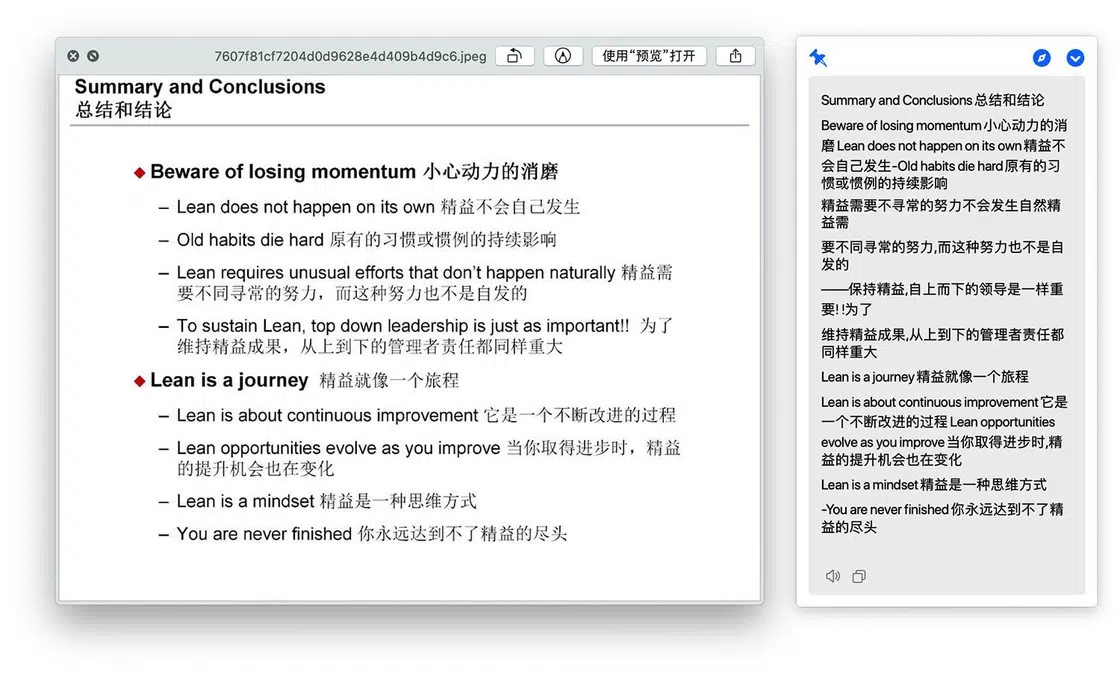 7607f81cf7204d0d9628e4d409b4d9c6.jpeg
使用“预览”打开
Summary and Conclusions
总结和结论
◆ Beware of losing momentum 小心动力的消磨
– Lean does not happen on its own 精益不会自己发生
– Old habits die hard 原有的习惯或惯例的持续影响
– Lean requires unusual efforts that don't happen naturally 精益需
要不同寻常的努力，而这种努力也不是自发的
– To sustain Lean, top down leadership is just as important!! 为了
维持精益成果，从上到下的管理者责任都同样重大
◆ Lean is a journey 精益就像一个旅程
– Lean is about continuous improvement 它是一个不断改进的过程
– Lean opportunities evolve as you improve 当你取得进步时，精益
的提升机会也在变化
– Lean is a mindset 精益是一种思维方式
– You are never finished 你永远达到不了精益的尽头
Summary and Conclusions 总结和结论
Beware of losing momentum 小心动力的消
磨 Lean does not happen on its own 精益不
会自己发生-Old habits die hard 原有的习
惯或惯例的持续影响
精益需要不寻常的努力不会发生自然精
益需
要不同寻常的努力,而这种努力也不是自
发的
——保持精益,自上而下的领导是一样重
要! !为了
维持精益成果,从上到下的管理者责任都
同样重大
Lean is a journey 精益就像一个旅程
Lean is about continuous improvement 它是
一个不断改进的过程 Lean opportunities
evolve as you improve 当你取得进步时,精
益的提升机会也在变化
Lean is a mindset 精益是一种思维方式
-You are never finished 你永远达到不了精
益的尽头